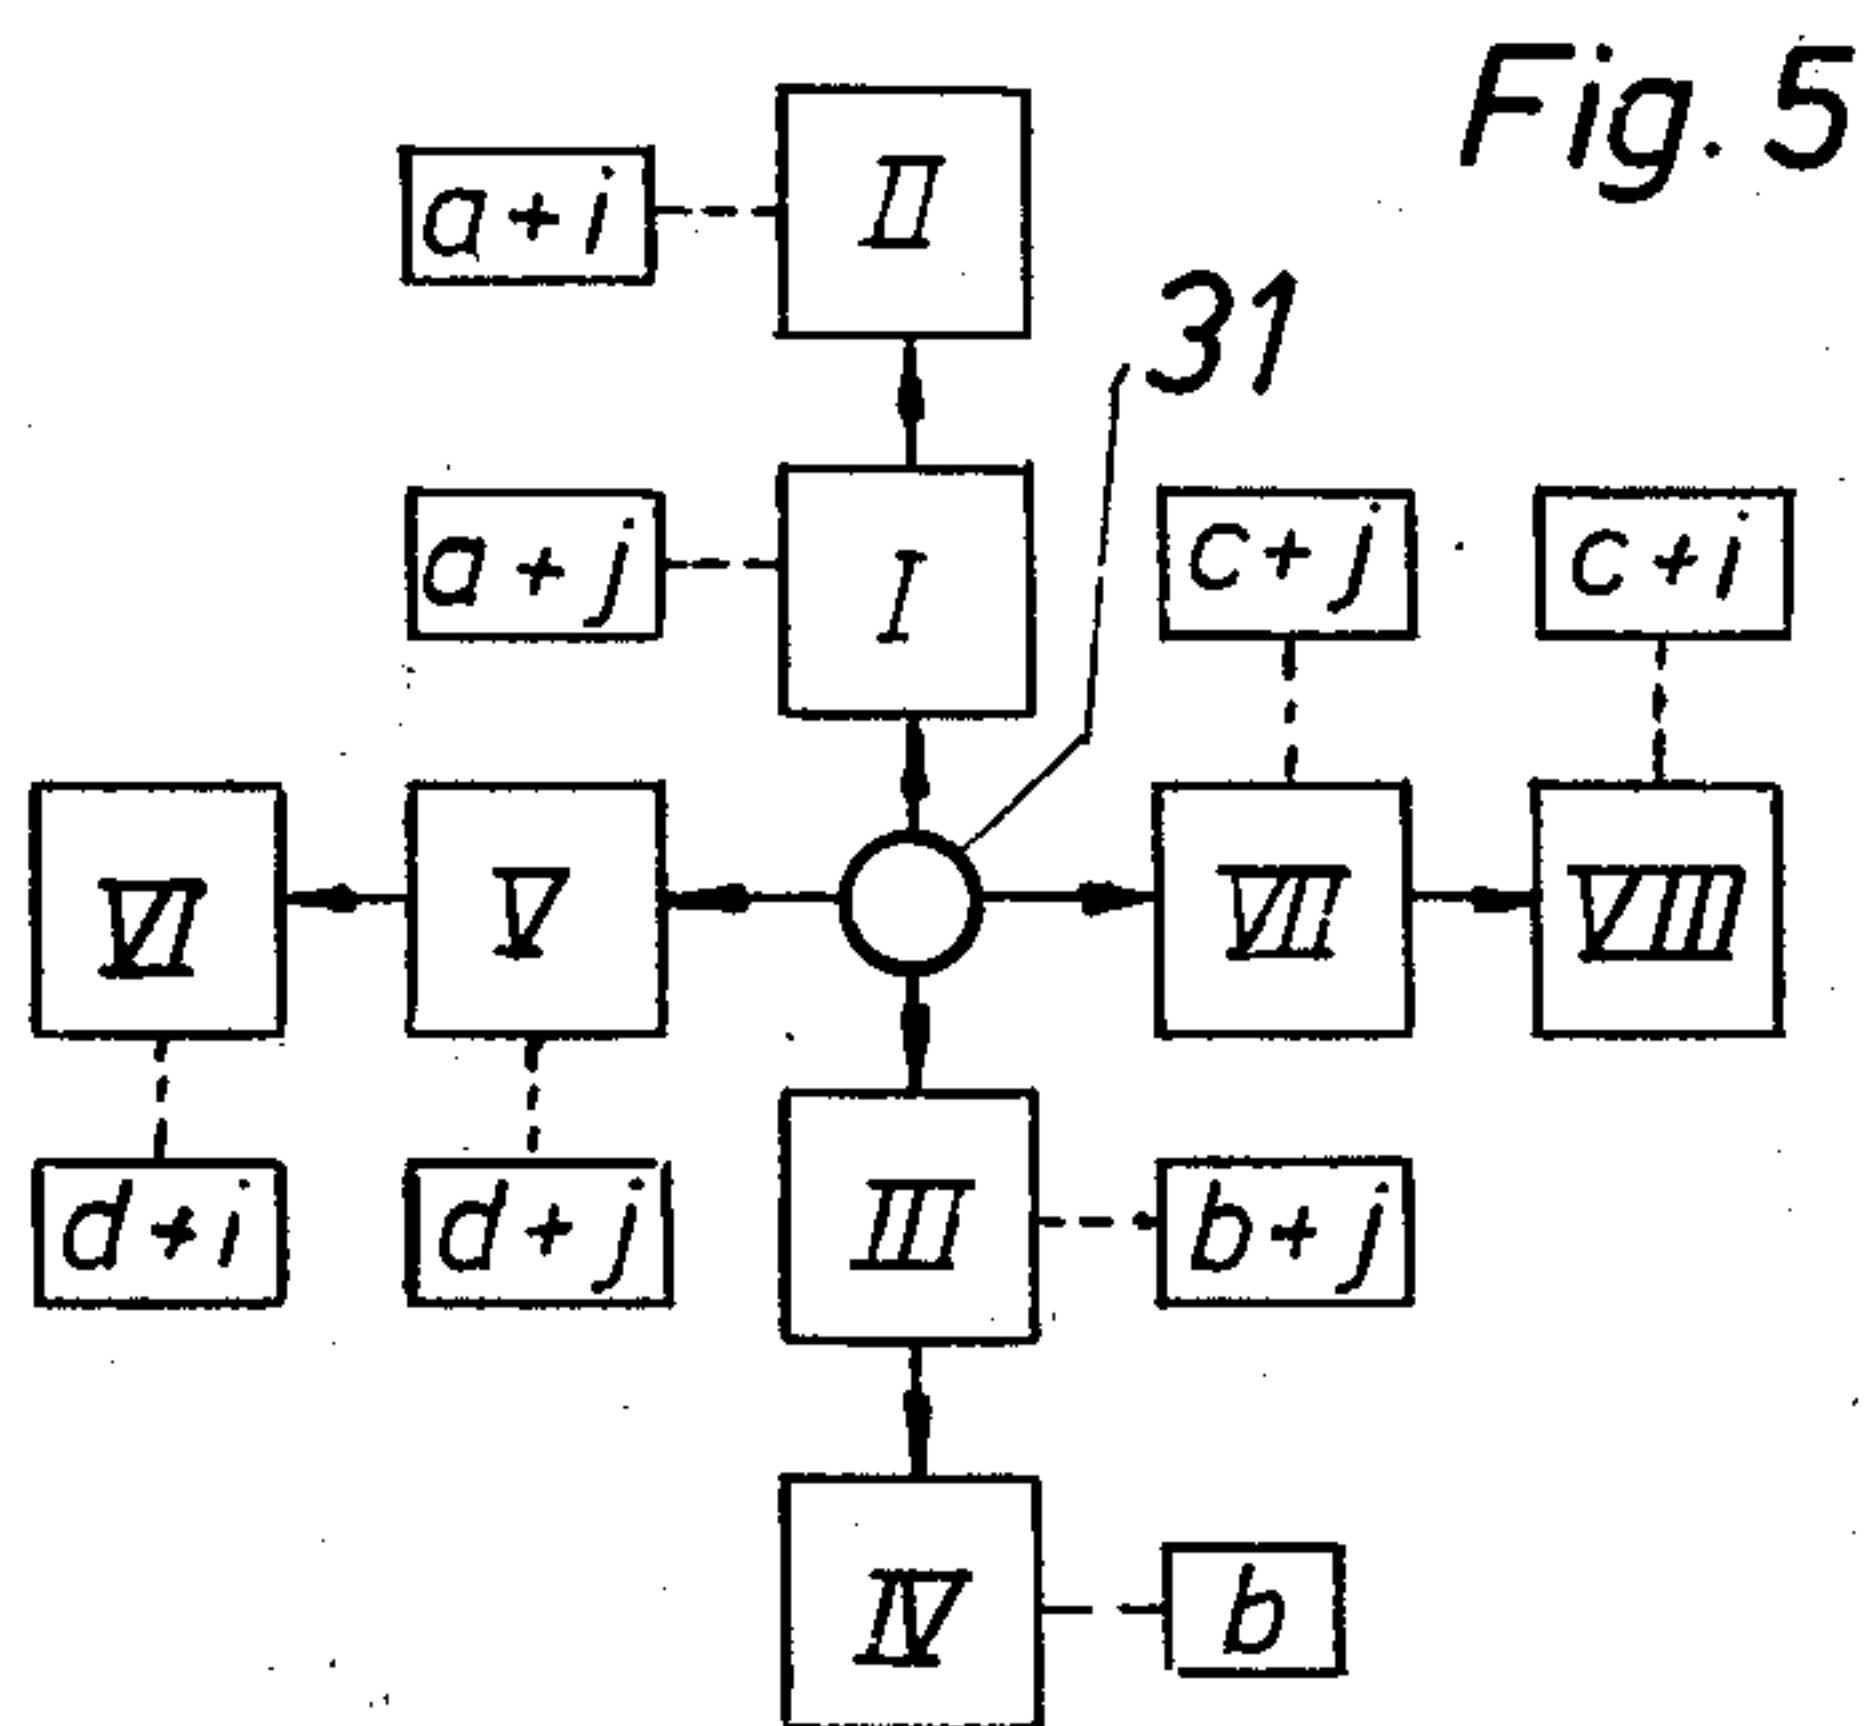 Fig. 5
a + i
II
31
a + j
I
c + j
c + i
VI
V
VII
VIII
d + i
d + j
III
b + j
IV
b